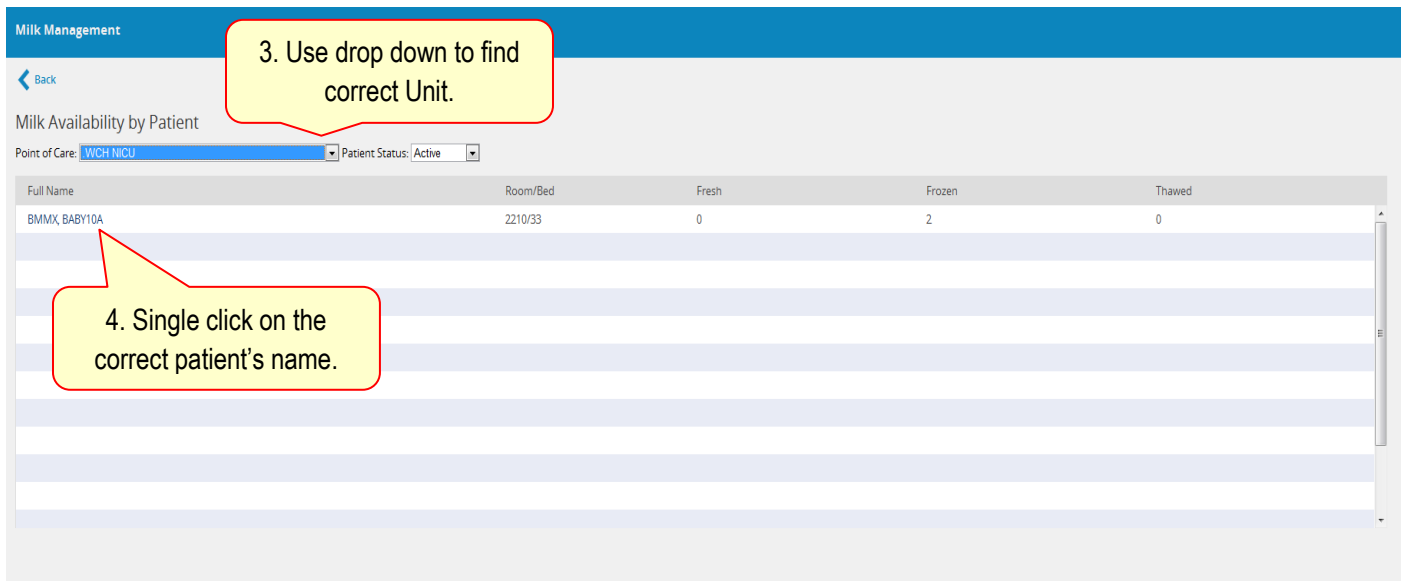 Milk Management
3. Use drop down to find
correct Unit.
Back
Milk Availability by Patient
Point of Care: WCH NICU Patient Status: Active
Full Name Room/Bed Fresh Frozen Thawed
BMMX, BABY10A 2210/33 0 2 0
4. Single click on the
correct patient’s name.